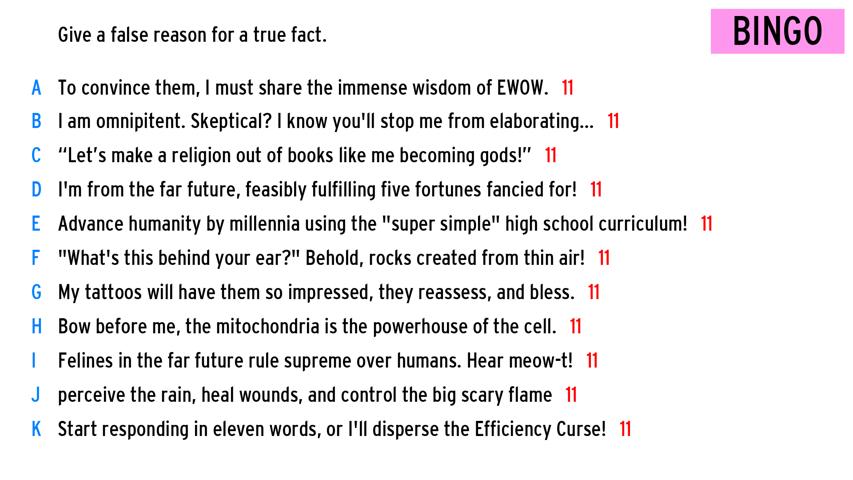 Give a false reason for a true fact.
BINGO
A To convince them, I must share the immense wisdom of EWOW. 11
B I am omnipitent. Skeptical? I know you'll stop me from elaborating... 11
C “Let’s make a religion out of books like me becoming gods!” 11
D I'm from the far future, feasibly fulfilling five fortunes fancied for! 11
E Advance humanity by millennia using the "super simple" high school curriculum! 11
F "What's this behind your ear?" Behold, rocks created from thin air! 11
G My tattoos will have them so impressed, they reassess, and bless. 11
H Bow before me, the mitochondria is the powerhouse of the cell. 11
I Felines in the far future rule supreme over humans. Hear meow-t! 11
J perceive the rain, heal wounds, and control the big scary flame 11
K Start responding in eleven words, or I'll disperse the Efficiency Curse! 11